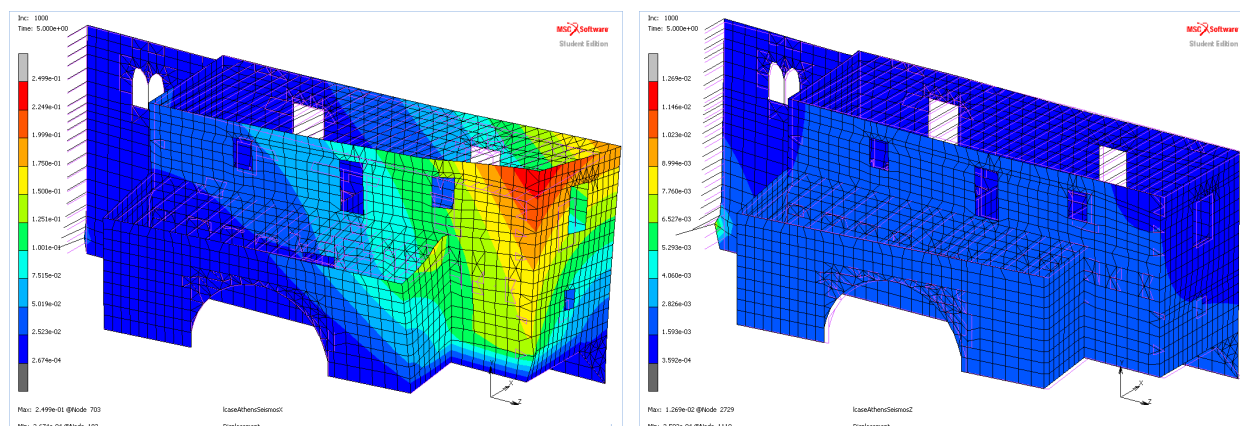 Inc: 1000
Time: 5.000e+00
MSC Software
Student Edition
2.499e-01
2.249e-01
1.999e-01
1.750e-01
1.500e-01
1.251e-01
1.001e-01
7.515e-02
5.019e-02
2.523e-02
2.674e-04
X
Z
Max: 2.499e-01 @Node 703
lcaseAthensSeismosX
Inc: 1000
Time: 5.000e+00
MSC Software
Student Edition
1.269e-02
1.146e-02
1.023e-02
8.994e-03
7.760e-03
6.527e-03
5.293e-03
4.060e-03
2.826e-03
1.593e-03
3.592e-04
Y
X
Z
Max: 1.269e-02 @Node 2729
lcaseAthensSeismosZ